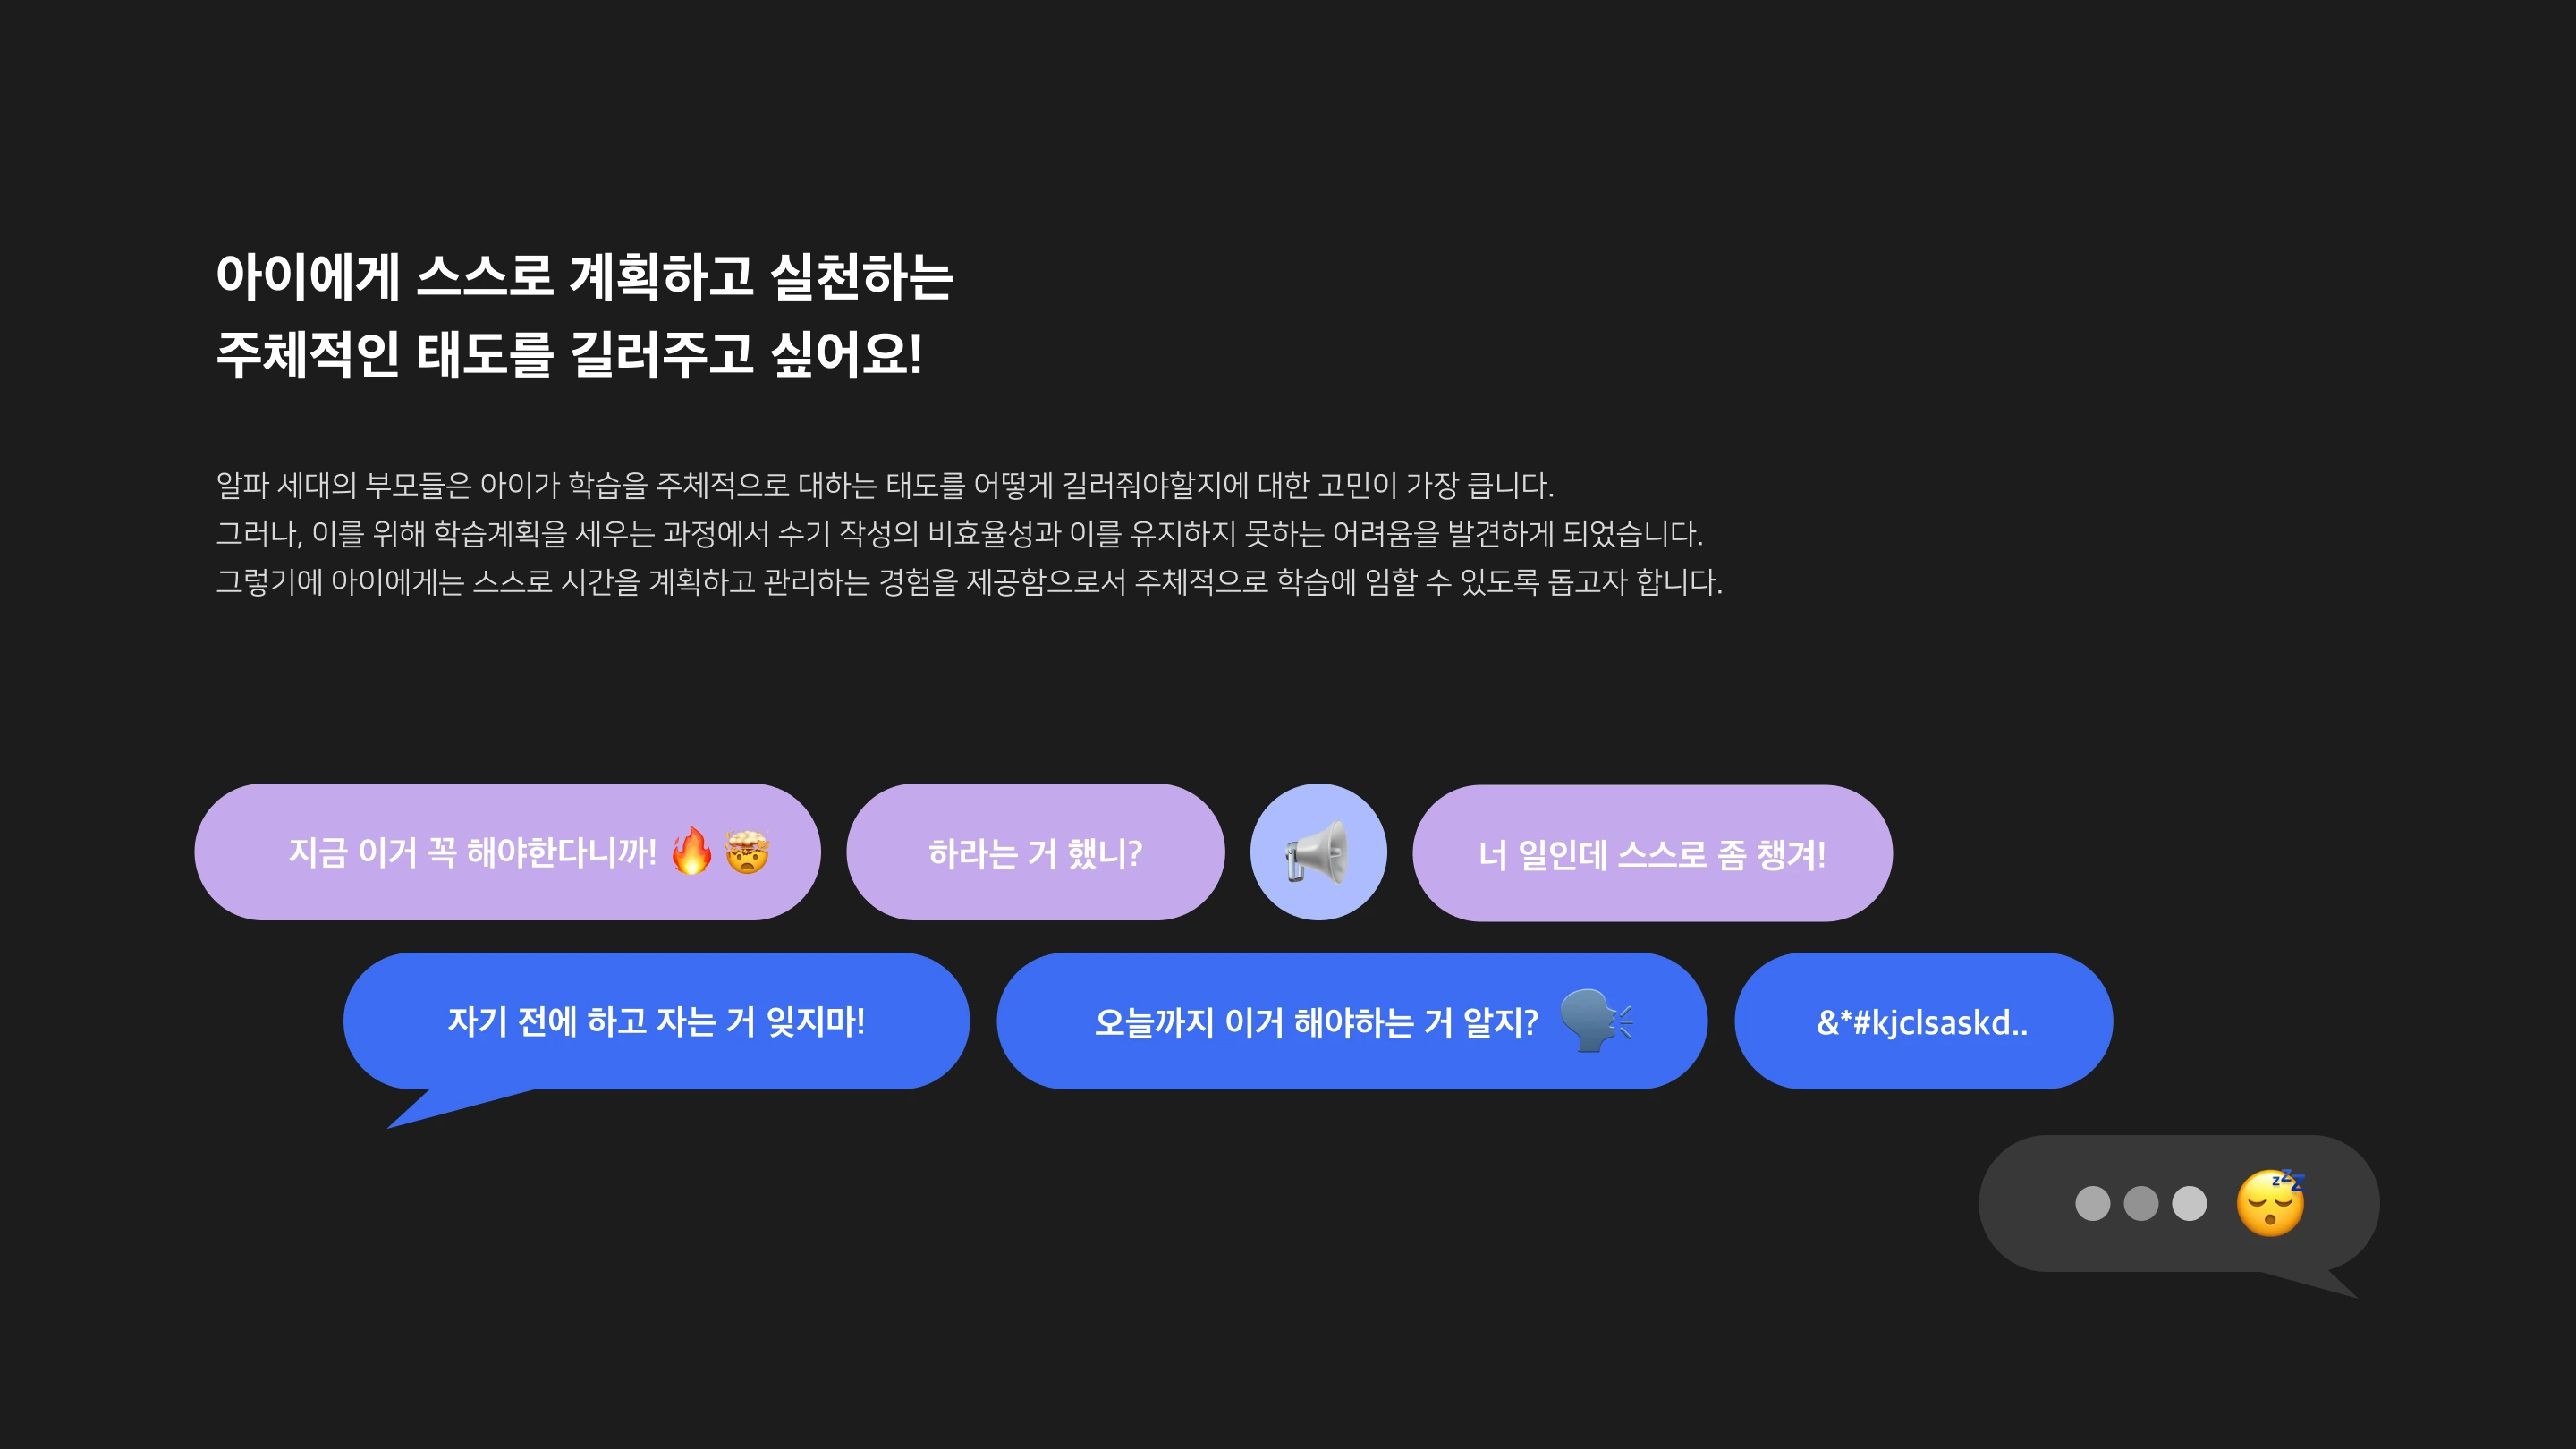 아이에게 스스로 계획하고 실천하는
주체적인 태도를 길러주고 싶어요!
알파 세대의 부모들은 아이가 학습을 주체적으로 대하는 태도를 어떻게 길러줘야할지에 대한 고민이 가장 큽니다.
그러나, 이를 위해 학습계획을 세우는 과정에서 수기 작성의 비효율성과 이를 유지하지 못하는 어려움을 발견하게 되었습니다.
그렇기에 아이에게는 스스로 시간을 계획하고 관리하는 경험을 제공함으로서 주체적으로 학습에 임할 수 있도록 돕고자 합니다.
지금 이거 꼭 해야한다니까! 🔥 🤯
하라는 거 했니?
너 일인데 스스로 좀 챙겨!
자기 전에 하고 자는 거 잊지마!
오늘까지 이거 해야하는 거 알지? 🗣️
&*#kjclsaskd..